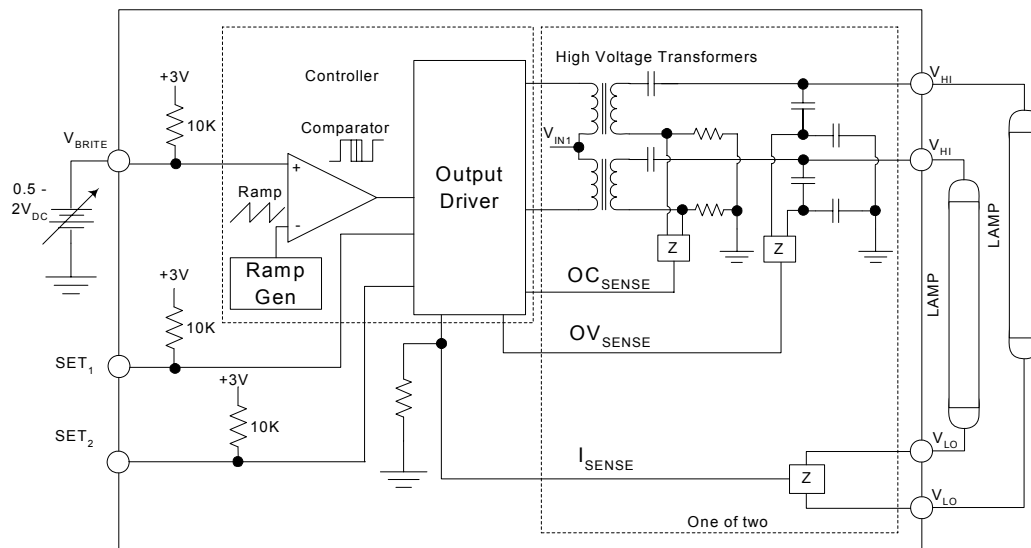 High Voltage Transformers
Controller
+3V
10K
V_BRITE
0.5 -
2V_DC
Comparator
+
-
Ramp
Ramp
Gen
Output
Driver
V_IN1
V_HI
V_HI
LAMP
LAMP
Z
Z
OC_SENSE
OV_SENSE
+3V
10K
SET_1
+3V
10K
SET_2
I_SENSE
Z
V_LO
V_LO
One of two